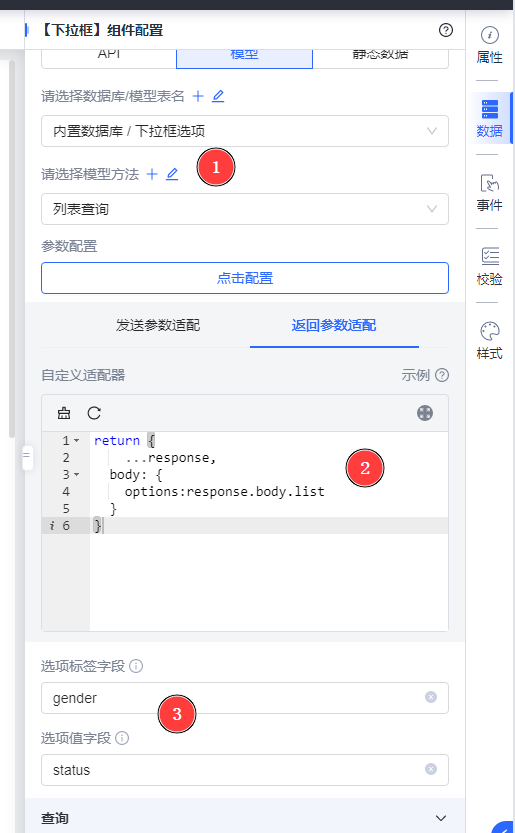 【下拉框】组件配置
API 模型 静态数据
请选择数据库/模型表名
内置数据库 / 下拉框选项
1
请选择模型方法
列表查询
参数配置
点击配置
发送参数适配 返回参数适配
自定义适配器 示例
1 return {
2 ...response,
3 body: {
4 options:response.body.list
5 }
6 }
2
选项标签字段
gender
3
选项值字段
status
查询
属性
数据
事件
校验
样式